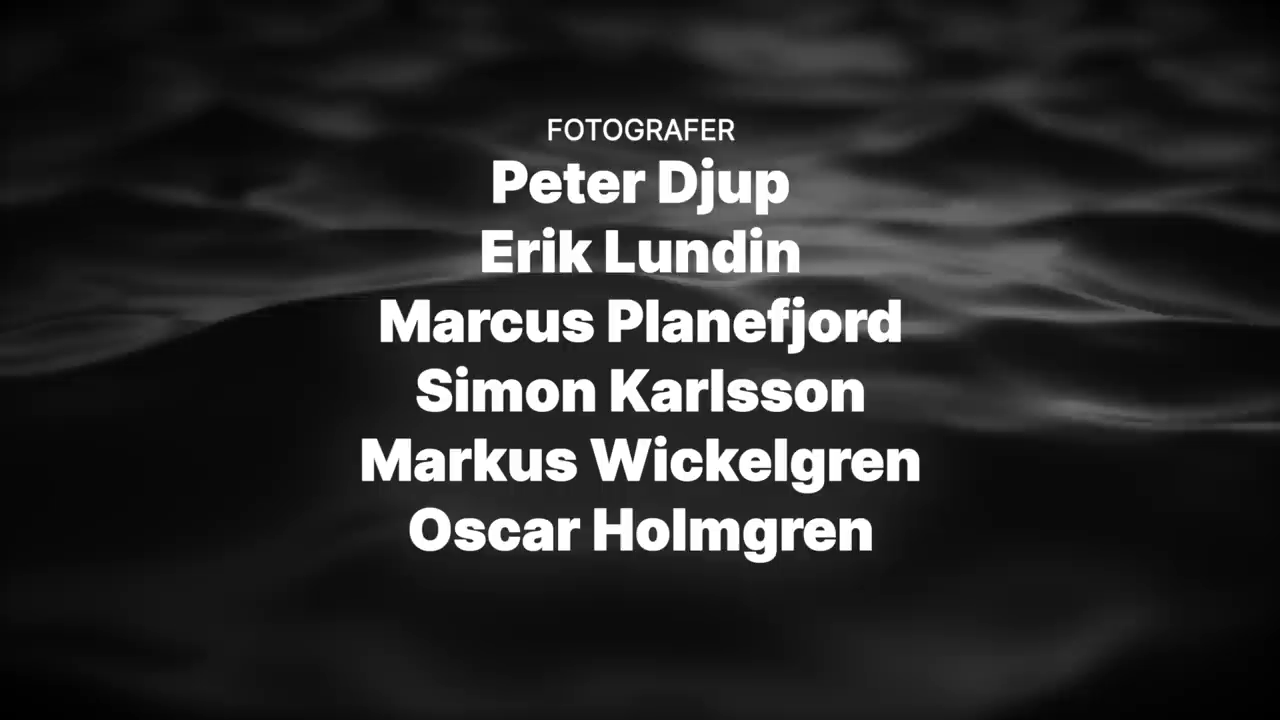 FOTOGRAFER
Peter Djup
Erik Lundin
Marcus Planefjord
Simon Karlsson
Markus Wickelgren
Oscar Holmgren